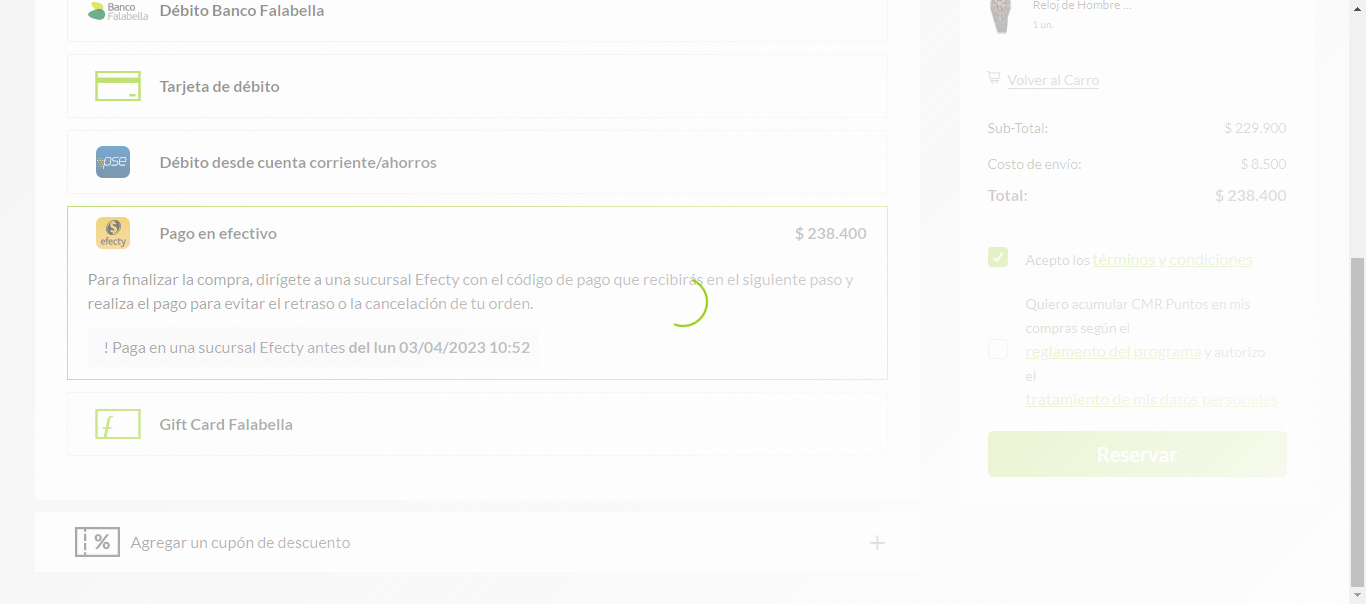 Banco
Falabella
Débito Banco Falabella
Tarjeta de débito
pse
Débito desde cuenta corriente/ahorros
$
efecty
Pago en efectivo
$ 238.400
Para finalizar la compra, dirígete a una sucursal Efecty con el código de pago que recibirás en el siguiente paso y
realiza el pago para evitar el retraso o la cancelación de tu orden.
! Paga en una sucursal Efecty antes del lun 03/04/2023 10:52
Gift Card Falabella
%
Agregar un cupón de descuento
+
Reloj de Hombre ...
1 un.
Volver al Carro
Sub-Total: $ 229.900
Costo de envío: $ 8.500
Total: $ 238.400
Acepto los términos y condiciones
Quiero acumular CMR Puntos en mis
compras según el
reglamento del programa y autorizo
el
tratamiento de mis datos personales
Reservar